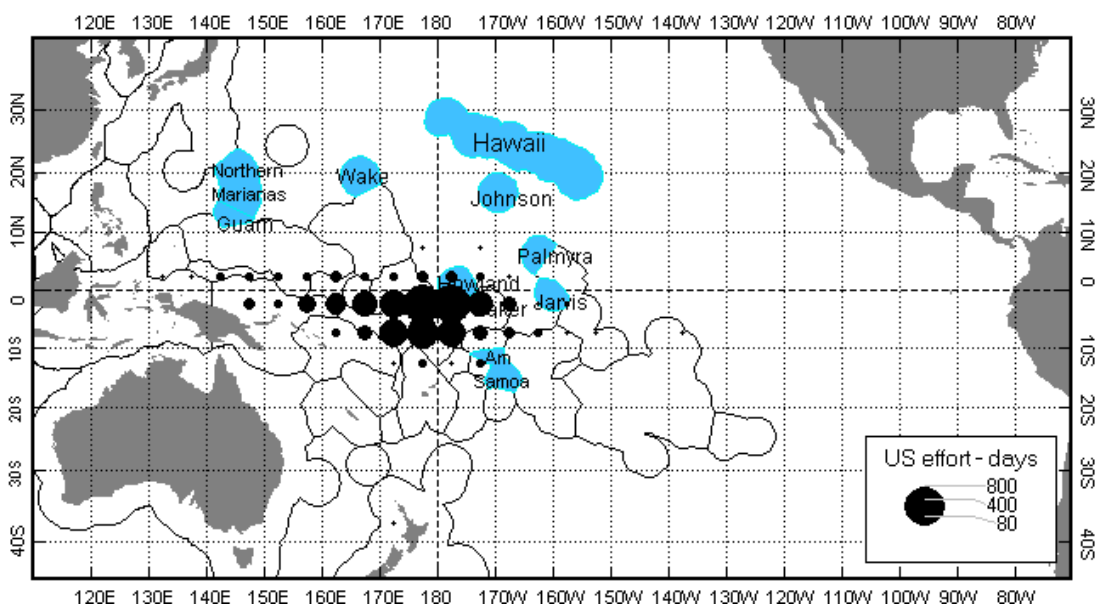 120E 130E 140E 150E 160E 170E 180 170W 160W 150W 140W 130W 120W 110W 100W 90W 80W
30N 30N
Hawaii
20N Northern Wake 20N
Marianas Johnson
Guam
10N 10N
Palmyra
Howland
0 Jarvis 0
aker
10S Am 10S
Samoa
20S 20S
US effort - days
30S 800 30S
400
80
40S 40S
120E 130E 140E 150E 160E 170E 180 170W 160W 150W 140W 130W 120W 110W 100W 90W 80W